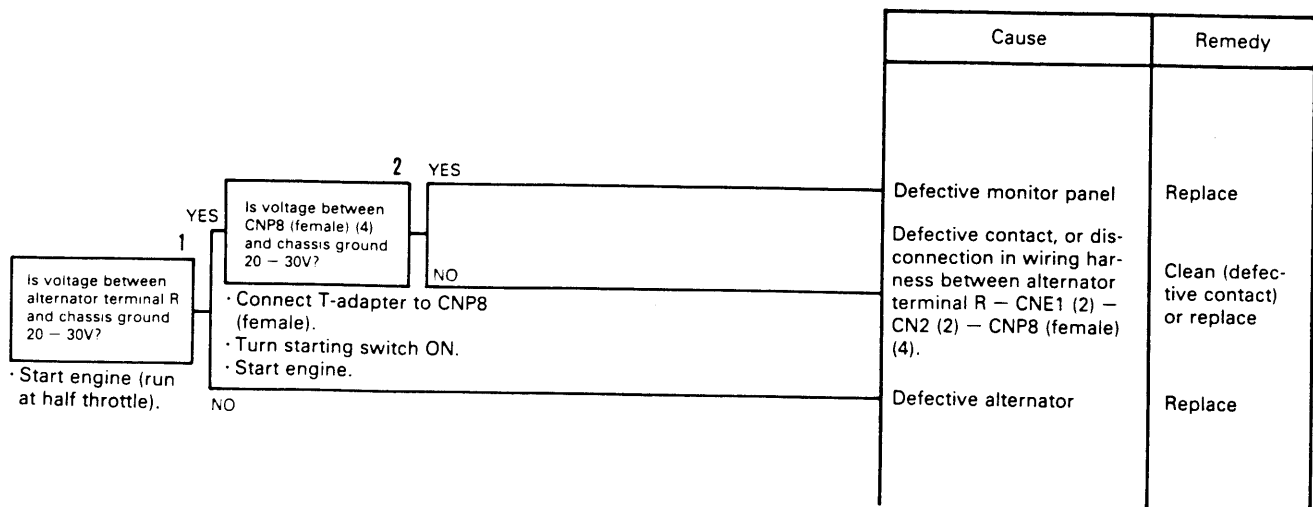 Cause
Remedy
2
YES
Defective monitor panel
Replace
YES
Is voltage between
CNP8 (female) (4)
and chassis ground
20 – 30V?
1
Is voltage between
alternator terminal R
and chassis ground
20 – 30V?
· Start engine (run
at half throttle).
NO
Defective contact, or dis-
connection in wiring har-
ness between alternator
terminal R – CNE1 (2) –
CN2 (2) – CNP8 (female)
(4).
Clean (defec-
tive contact)
or replace
· Connect T-adapter to CNP8
(female).
· Turn starting switch ON.
· Start engine.
NO
Defective alternator
Replace